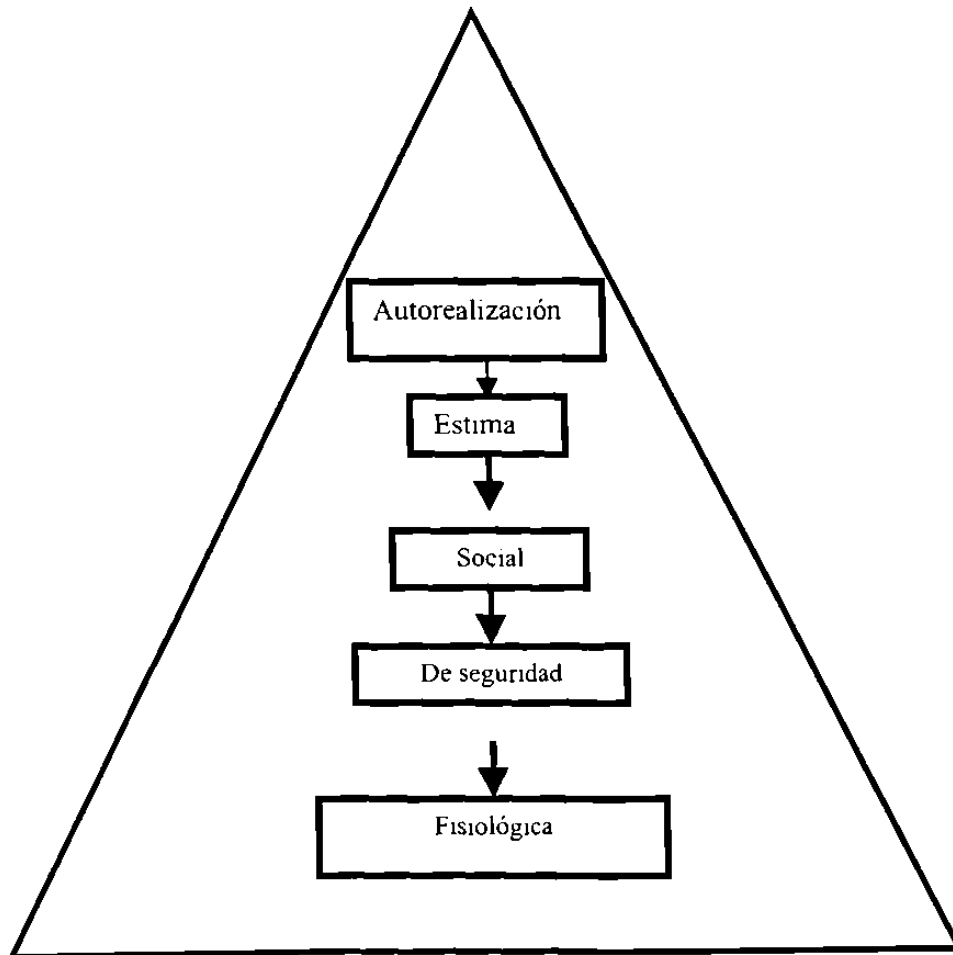 Autorealización
Estima
Social
De seguridad
Fisiológica